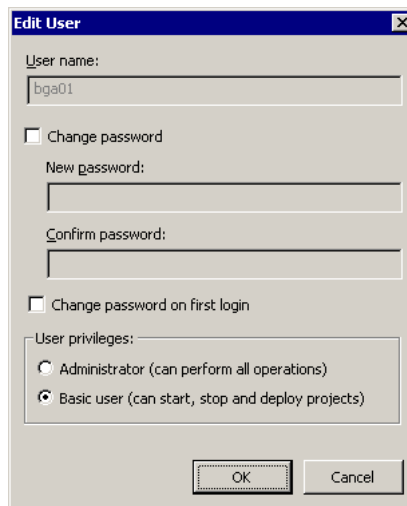 Edit User
User name:
bga01
Change password
New password:
Confirm password:
Change password on first login
User privileges:
Administrator (can perform all operations)
Basic user (can start, stop and deploy projects)
OK Cancel